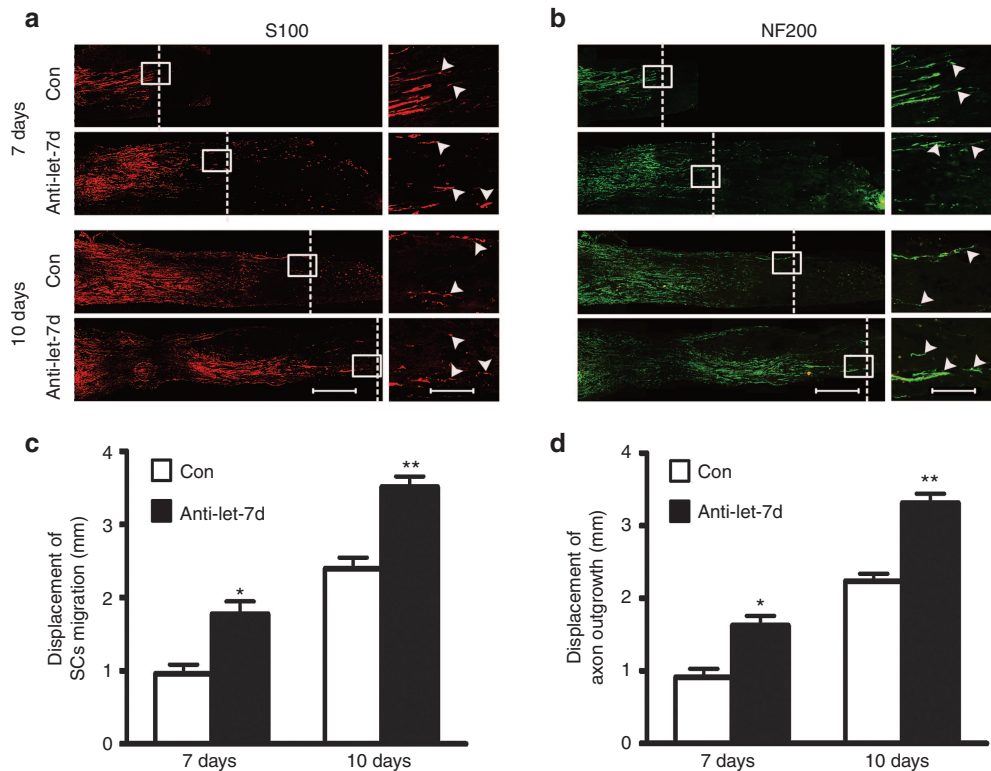 a
S100
7 days
Con
Anti-let-7d
10 days
Con
Anti-let-7d
b
NF200
c
Displacement of
SCs migration (mm)
4
3
2
1
0
Con
Anti-let-7d
*
**
7 days
10 days
d
Displacement of
axon outgrowth (mm)
4
3
2
1
0
Con
Anti-let-7d
*
**
7 days
10 days